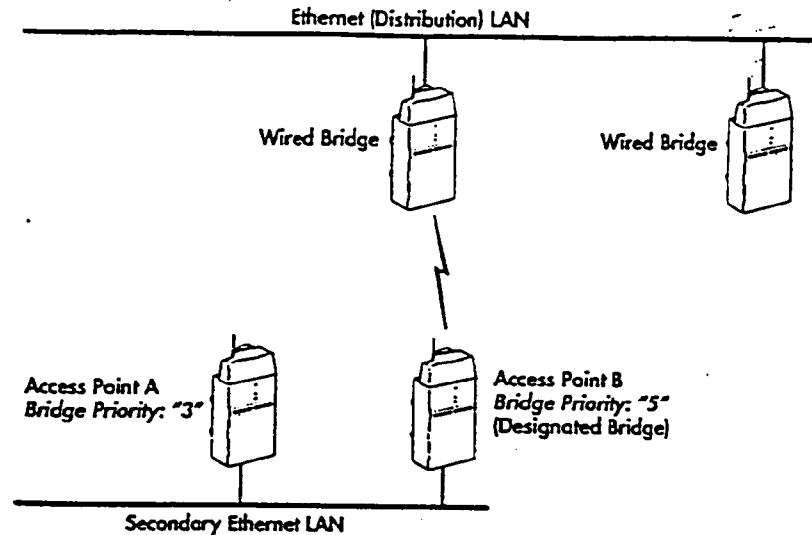 Ethernet (Distribution) LAN
Wired Bridge
Wired Bridge
Access Point A
Bridge Priority: "3"
Access Point B
Bridge Priority: "5"
(Designated Bridge)
Secondary Ethernet LAN